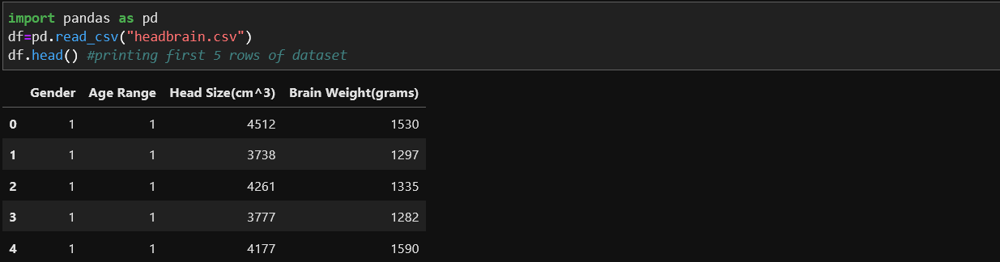 import pandas as pd
df=pd.read_csv("headbrain.csv")
df.head() #printing first 5 rows of dataset
Gender Age Range Head Size(cm^3) Brain Weight(grams)
0 1 1 4512 1530
1 1 1 3738 1297
2 1 1 4261 1335
3 1 1 3777 1282
4 1 1 4177 1590